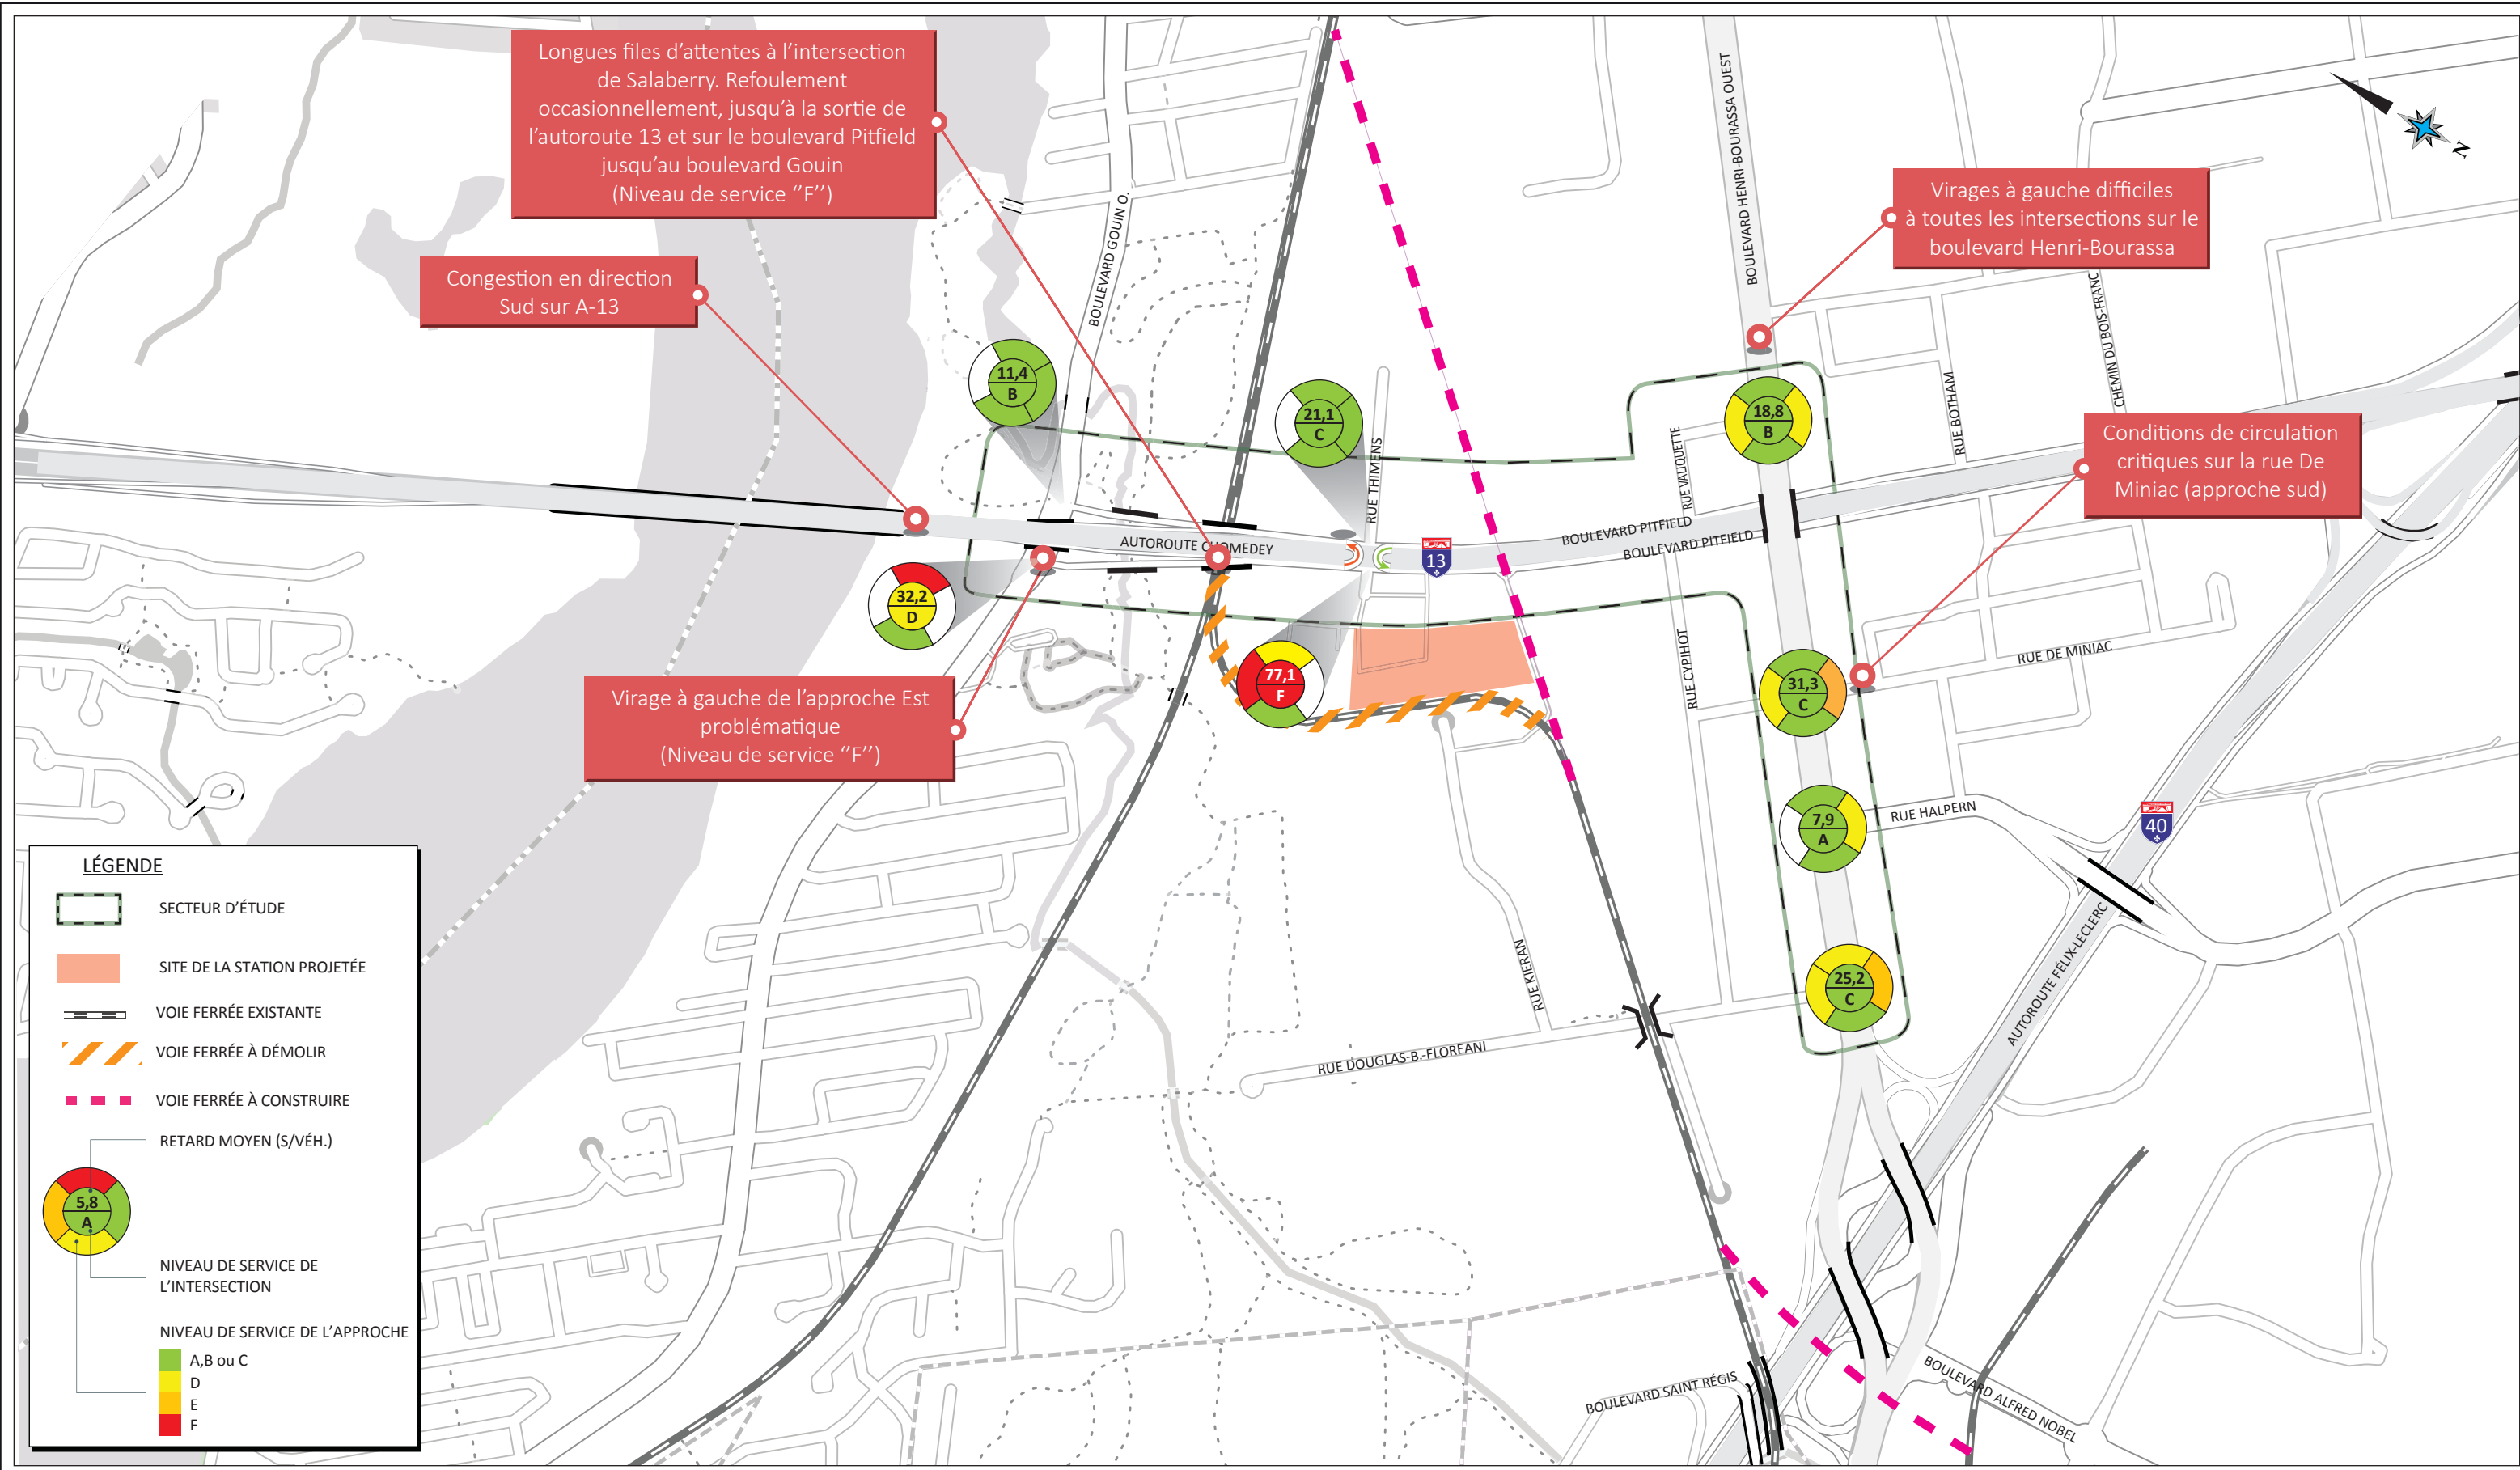 Longues files d'attentes à l'intersection
de Salaberry. Refoulement
occasionnellement, jusqu'à la sortie de
l'autoroute 13 et sur le boulevard Pitfield
jusqu'au boulevard Gouin
(Niveau de service ‘‘F’’)
Congestion en direction
Sud sur A-13
Virages à gauche difficiles
à toutes les intersections sur le
boulevard Henri-Bourassa
Conditions de circulation
critiques sur la rue De
Miniac (approche sud)
Virage à gauche de l'approche Est
problématique
(Niveau de service ‘‘F’’)
N
BOULEVARD GOUIN O.
BOULEVARD HENRI-BOURASSA OUEST
CHEMIN DU BOIS-FRANC
RUE BOTHAM
RUE VALIQUETTE
RUE THIMENS
AUTOROUTE CHOMEDEY
BOULEVARD PITFIELD
BOULEVARD PITFIELD
13
RUE CYPIHOT
RUE DE MINIAC
RUE HALPERN
40
AUTOROUTE FÉLIX-LECLERC
RUE KIERAN
RUE DOUGLAS-B.-FLOREANI
BOULEVARD SAINT RÉGIS
BOULEVARD ALFRED NOBEL
11,4
B
21,1
C
18,8
B
32,2
D
77,1
F
31,3
C
7,9
A
25,2
C
LÉGENDE
SECTEUR D'ÉTUDE
SITE DE LA STATION PROJETÉE
VOIE FERRÉE EXISTANTE
VOIE FERRÉE À DÉMOLIR
VOIE FERRÉE À CONSTRUIRE
RETARD MOYEN (S/VÉH.)
5,8
A
NIVEAU DE SERVICE DE
L'INTERSECTION
NIVEAU DE SERVICE DE L'APPROCHE
A,B ou C
D
E
F